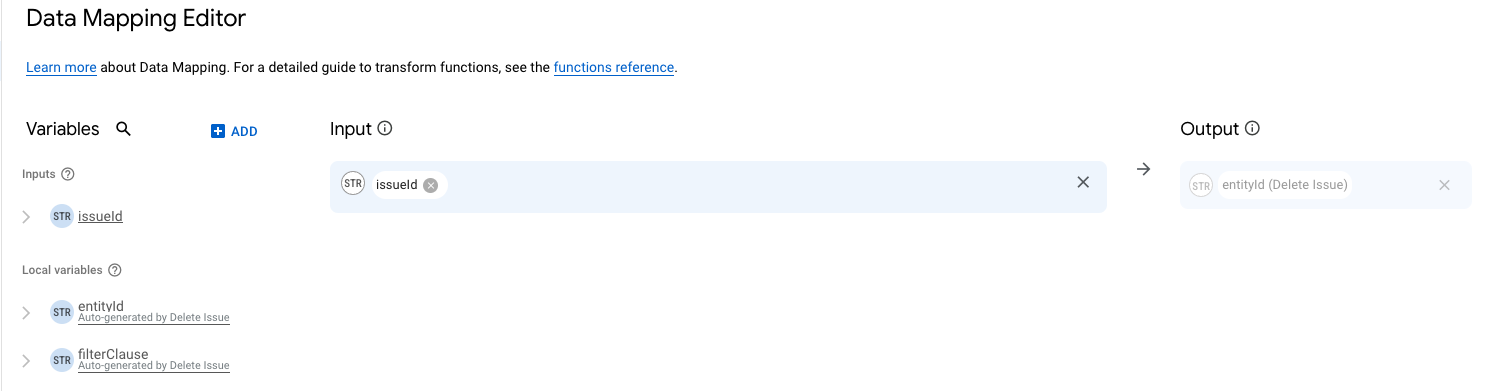 Data Mapping Editor
Learn more about Data Mapping. For a detailed guide to transform functions, see the functions reference.
Variables
ADD
Input
Output
Inputs
STR issueId
STR issueId
STR entityId (Delete Issue)
Local variables
STR entityId
Auto-generated by Delete Issue
STR filterClause
Auto-generated by Delete Issue